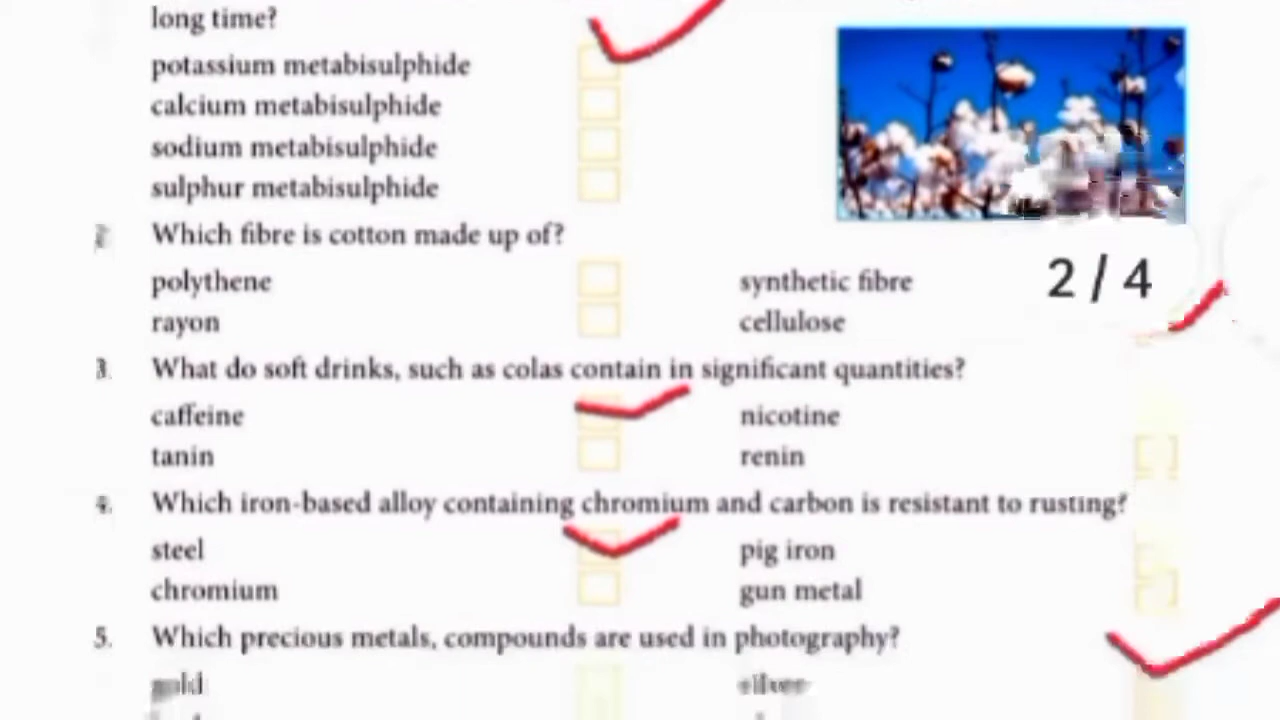 long time?
potassium metabisulphide
calcium metabisulphide
sodium metabisulphide
sulphur metabisulphide
2. Which fibre is cotton made up of?
polythene synthetic fibre
rayon cellulose
2 / 4
3. What do soft drinks, such as colas contain in significant quantities?
caffeine nicotine
tanin renin
4. Which iron-based alloy containing chromium and carbon is resistant to rusting?
steel pig iron
chromium gun metal
5. Which precious metals, compounds are used in photography?
gold silver